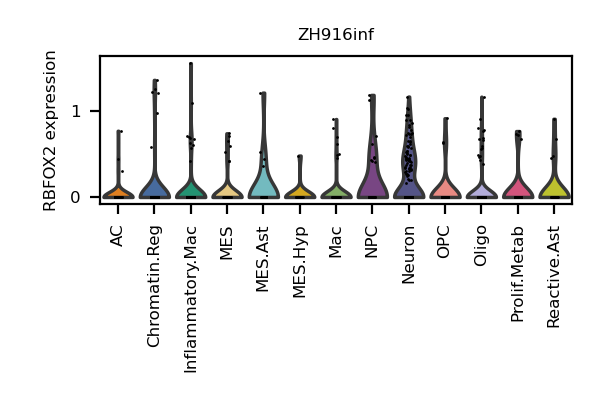 ZH916inf
RBFOX2 expression
1
0
AC
Chromatin.Reg
Inflammatory.Mac
MES
MES.Ast
MES.Hyp
Mac
NPC
Neuron
OPC
Oligo
Prolif.Metab
Reactive.Ast